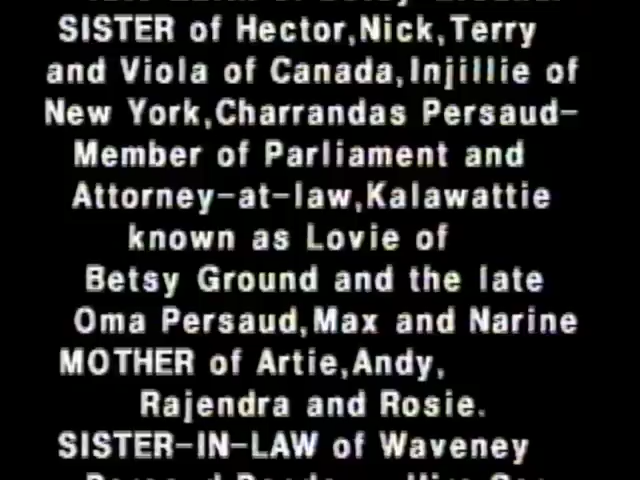 SISTER of Hector,Nick,Terry
and Viola of Canada,Injillie of
New York,Charrandas Persaud-
Member of Parliament and
Attorney-at-law,Kalawattie
known as Lovie of
Betsy Ground and the late
Oma Persaud,Max and Narine
MOTHER of Artie,Andy,
Rajendra and Rosie.
SISTER-IN-LAW of Waveney